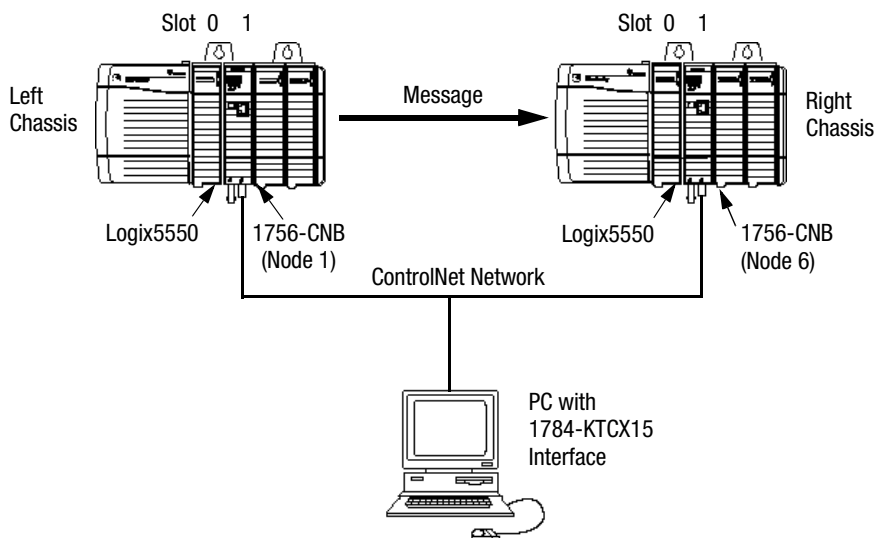 Slot 0 1
Slot 0 1
Left
Chassis
Message
Right
Chassis
Logix5550
1756-CNB
(Node 1)
Logix5550
1756-CNB
(Node 6)
ControlNet Network
PC with
1784-KTCX15
Interface